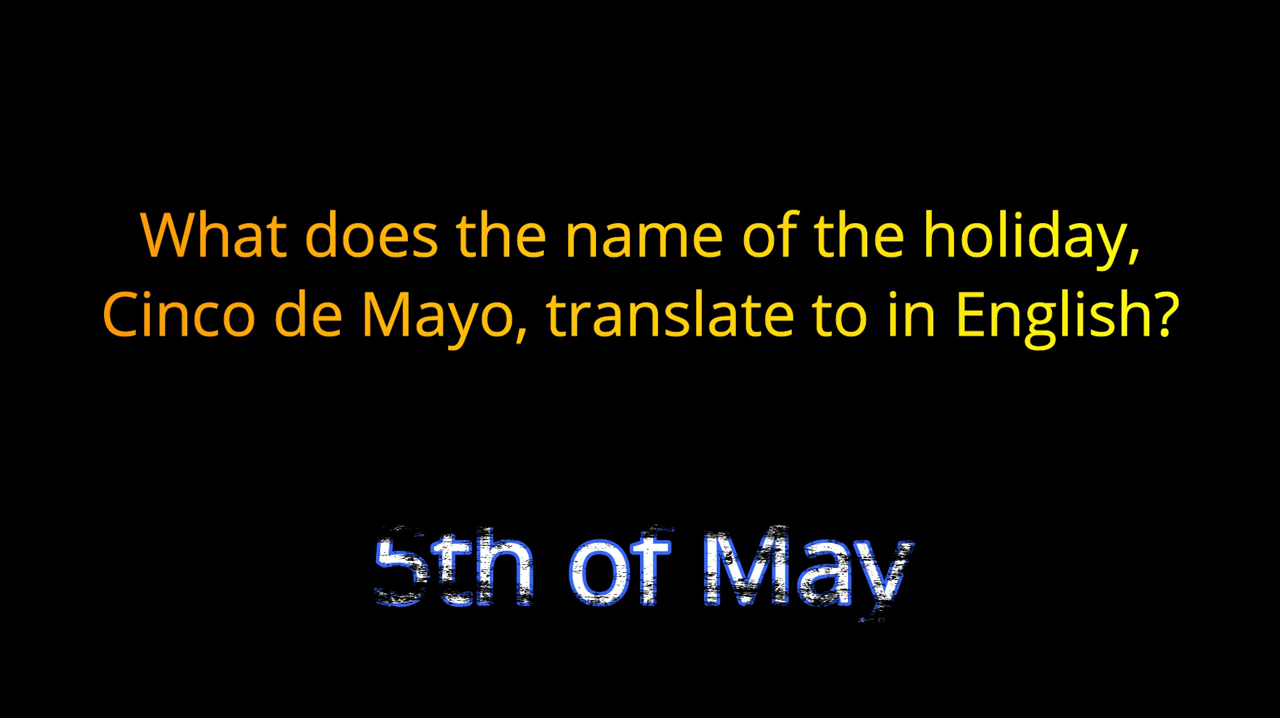 What does the name of the holiday,
Cinco de Mayo, translate to in English?
5th of May